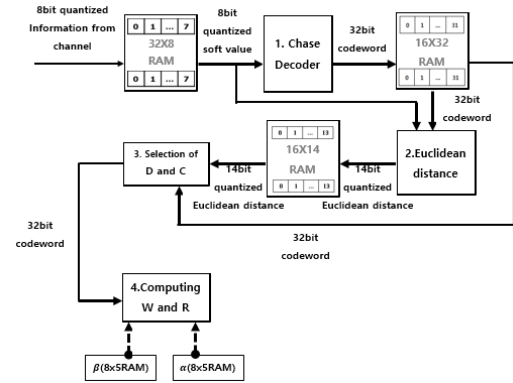 8bit quantized
Information from
channel
0 1 ... 7
32X8
RAM
0 1 ... 7
8bit
quantized
soft value
1. Chase
Decoder
32bit
codeword
0 1 ... 31
16X32
RAM
0 1 ... 31
32bit
codeword
2.Euclidean
distance
14bit
quantized
Euclidean distance
0 1 ... 13
16X14
RAM
0 1 ... 13
14bit
quantized
Euclidean distance
3. Selection of
D and C
32bit
codeword
32bit
codeword
4.Computing
W and R
β(8x5RAM)
α(8x5RAM)